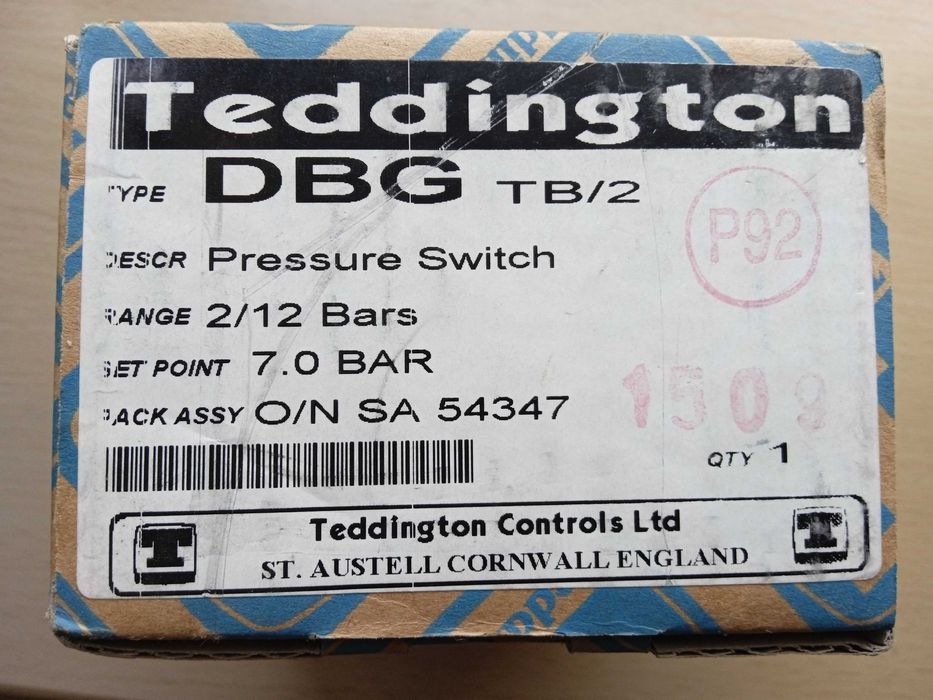 Teddington
TYPE DBG TB/2
P92
DESCR Pressure Switch
RANGE 2/12 Bars
SET POINT 7.0 BAR
PACK ASSY O/N SA 54347
1509
QTY 1
T Teddington Controls Ltd T
ST. AUSTELL CORNWALL ENGLAND